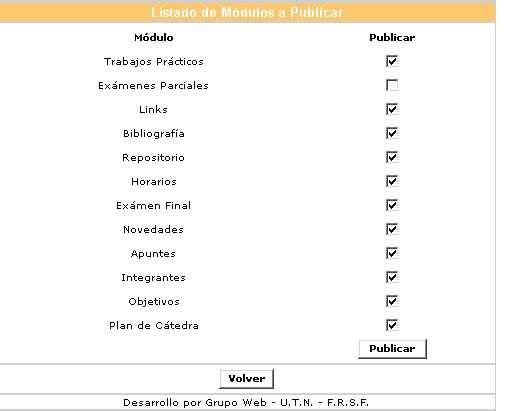 Listado de Módulos a Publicar
Módulo Publicar
Trabajos Prácticos
Exámenes Parciales
Links
Bibliografía
Repositorio
Horarios
Exámen Final
Novedades
Apuntes
Integrantes
Objetivos
Plan de Cátedra
Publicar
Volver
Desarrollo por Grupo Web - U.T.N. - F.R.S.F.